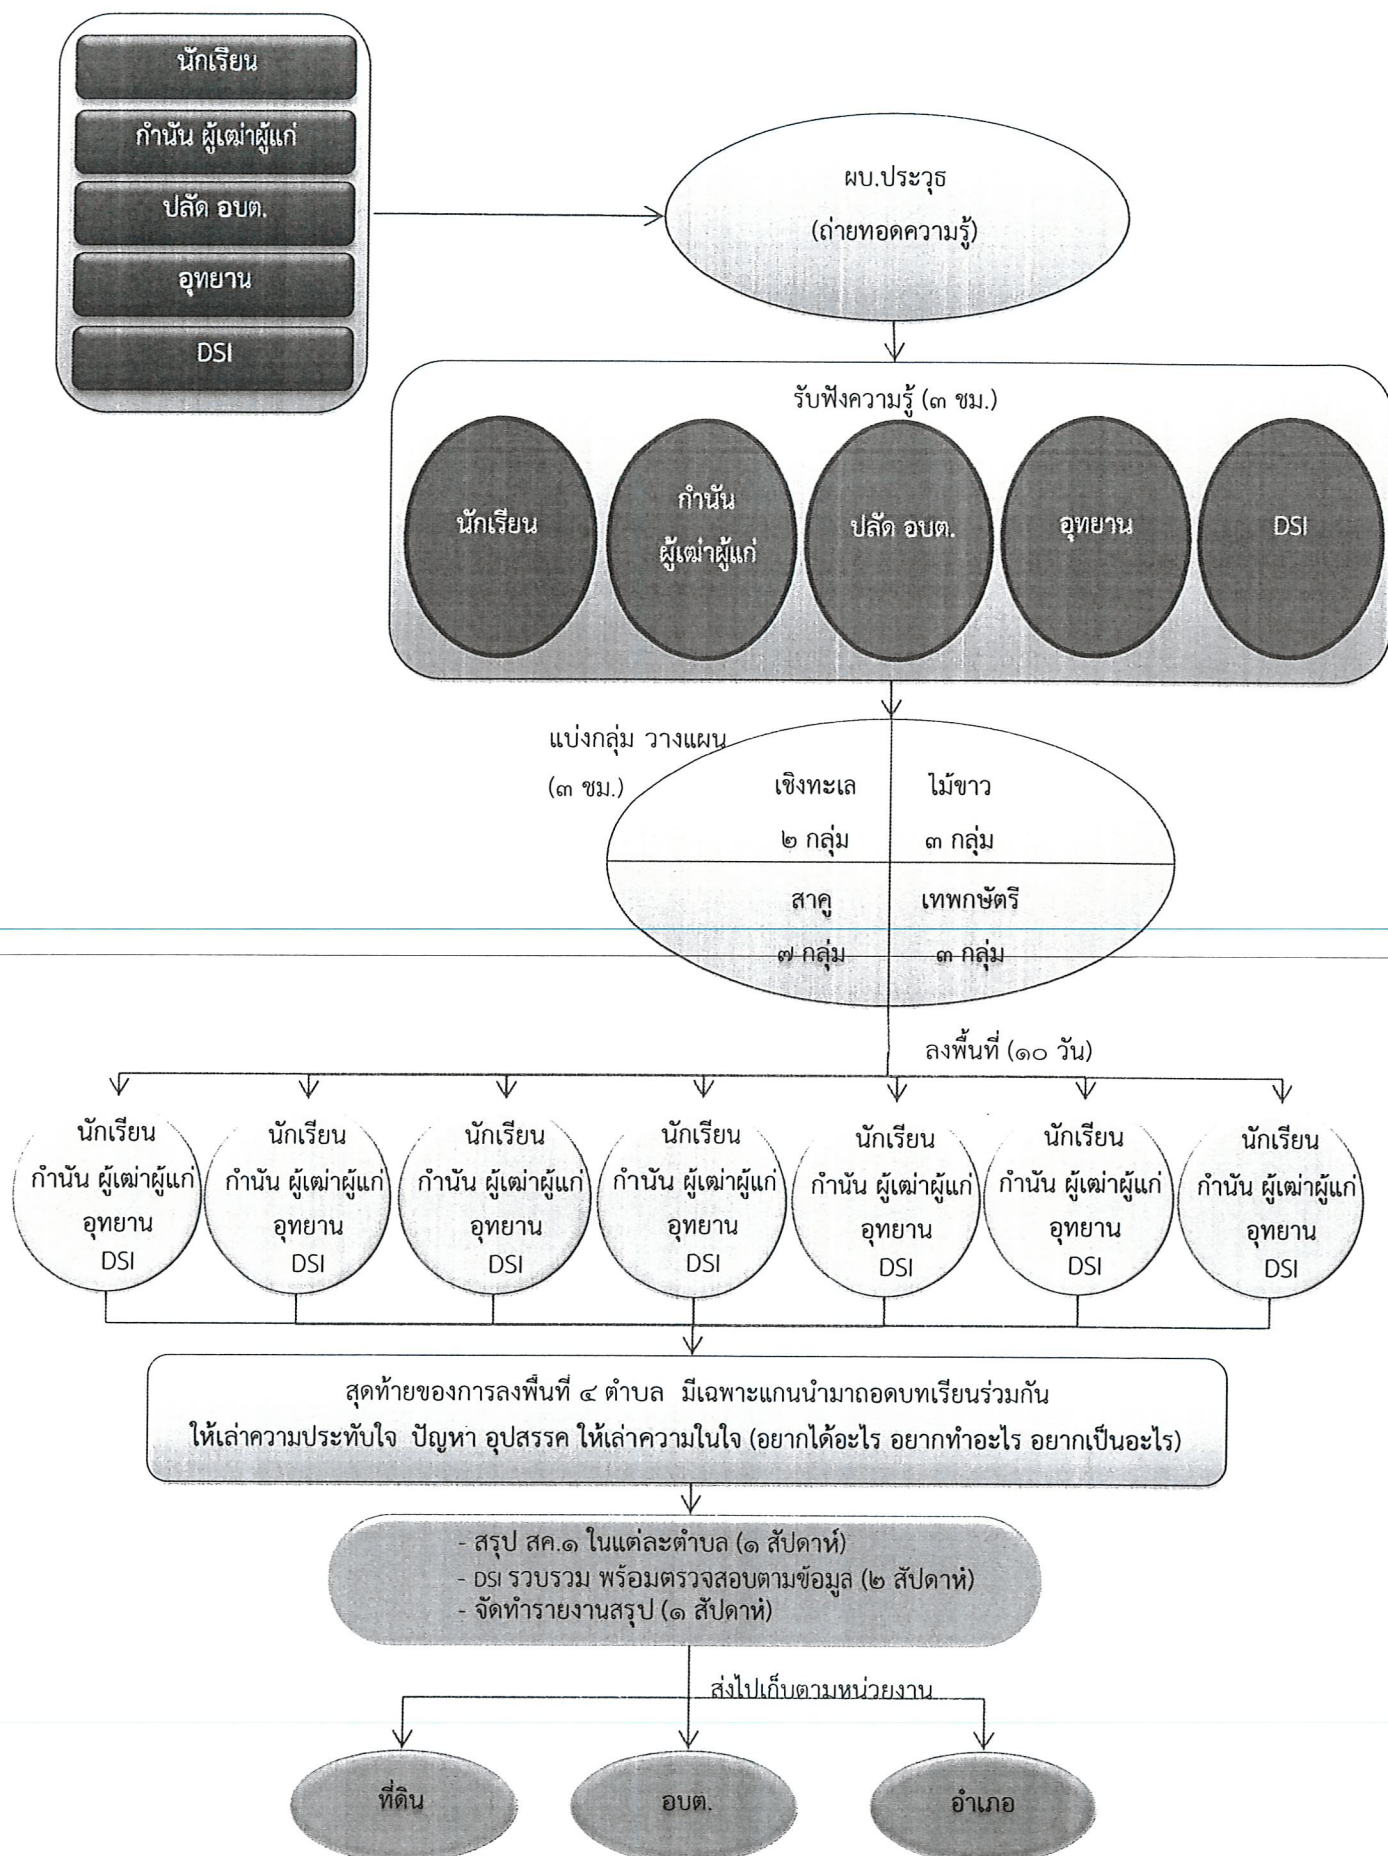 นักเรียน
กำนัน ผู้เฒ่าผู้แก่
ปลัด อบต.
อุทยาน
DSI
ผบ.ประวุธ
(ถ่ายทอดความรู้)
รับฟังความรู้ (๓ ชม.)
นักเรียน
กำนัน
ผู้เฒ่าผู้แก่
ปลัด อบต.
อุทยาน
DSI
แบ่งกลุ่ม วางแผน
(๓ ชม.)
เชิงทะเล
๒ กลุ่ม
ไม้ขาว
๓ กลุ่ม
สาคู
๗ กลุ่ม
เทพกษัตรี
๓ กลุ่ม
ลงพื้นที่ (๑๐ วัน)
นักเรียน
กำนัน ผู้เฒ่าผู้แก่
อุทยาน
DSI
นักเรียน
กำนัน ผู้เฒ่าผู้แก่
อุทยาน
DSI
นักเรียน
กำนัน ผู้เฒ่าผู้แก่
อุทยาน
DSI
นักเรียน
กำนัน ผู้เฒ่าผู้แก่
อุทยาน
DSI
นักเรียน
กำนัน ผู้เฒ่าผู้แก่
อุทยาน
DSI
นักเรียน
กำนัน ผู้เฒ่าผู้แก่
อุทยาน
DSI
นักเรียน
กำนัน ผู้เฒ่าผู้แก่
อุทยาน
DSI
สุดท้ายของการลงพื้นที่ ๔ ตำบล มีเฉพาะแกนนำมาถอดบทเรียนร่วมกัน
ให้เล่าความประทับใจ ปัญหา อุปสรรค ให้เล่าความในใจ (อยากได้อะไร อยากทำอะไร อยากเป็นอะไร)
- สรุป สค.๑ ในแต่ละตำบล (๑ สัปดาห์)
- DSI รวบรวม พร้อมตรวจสอบตามข้อมูล (๒ สัปดาห์)
- จัดทำรายงานสรุป (๑ สัปดาห์)
ส่งไปเก็บตามหน่วยงาน
ที่ดิน
อบต.
อำเภอ